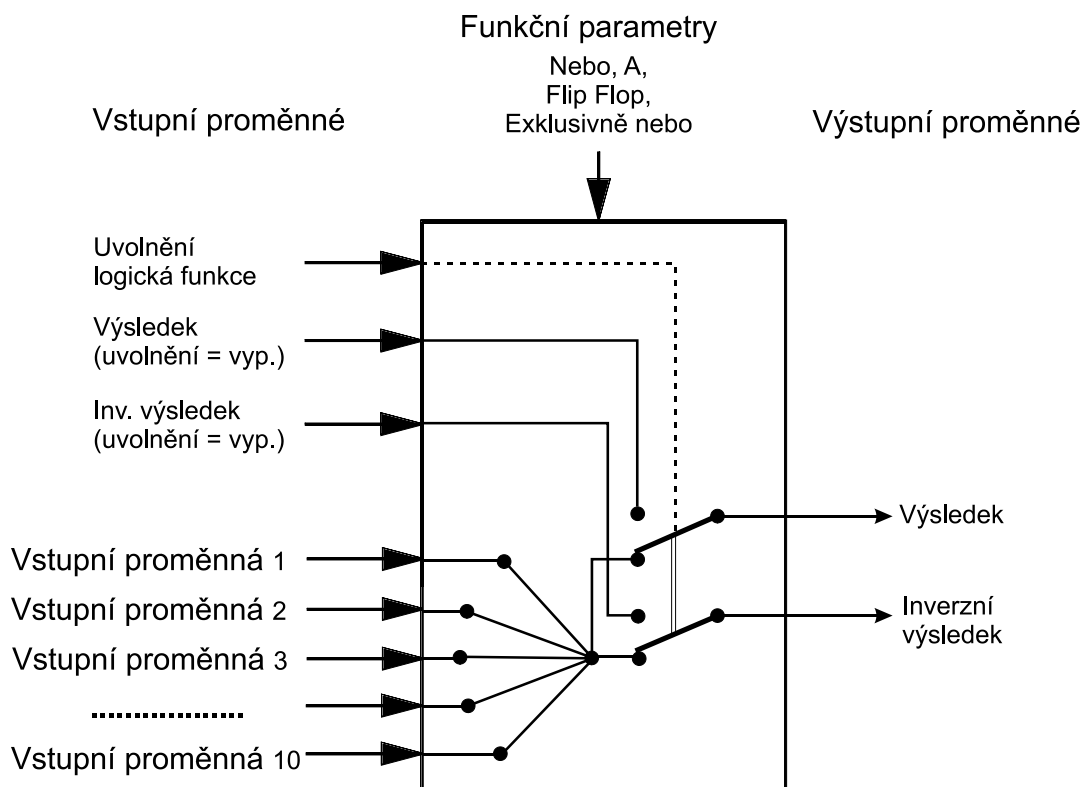 Funkční parametry
Nebo, A,
Flip Flop,
Exklusivně nebo
Vstupní proměnné
Výstupní proměnné
Uvolnění
logická funkce
Výsledek
(uvolnění = vyp.)
Inv. výsledek
(uvolnění = vyp.)
Výsledek
Vstupní proměnná 1
Vstupní proměnná 2
Inverzní
výsledek
Vstupní proměnná 3
.....................
Vstupní proměnná 10